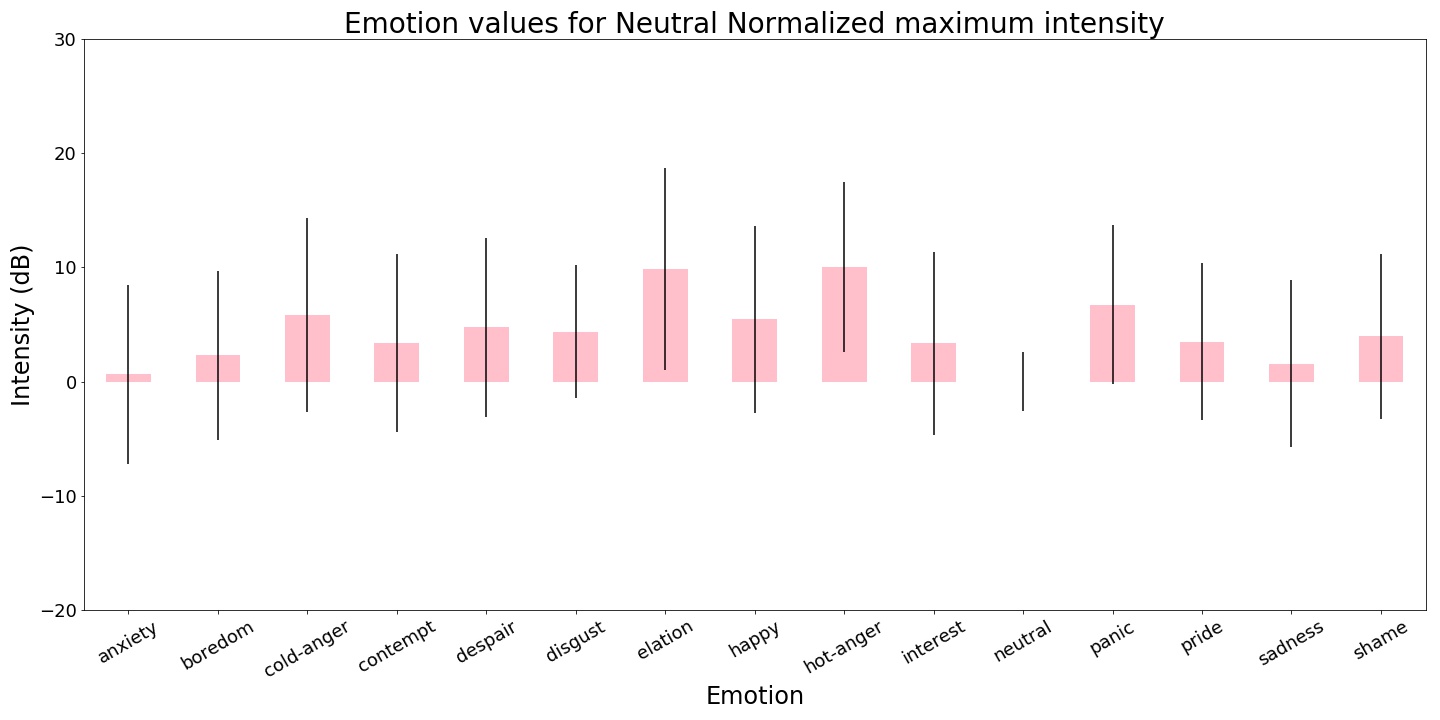 Emotion values for Neutral Normalized maximum intensity
30
20
10
0
−10
−20
Intensity (dB)
anxiety
boredom
cold-anger
contempt
despair
disgust
elation
happy
hot-anger
interest
neutral
panic
pride
sadness
shame
Emotion